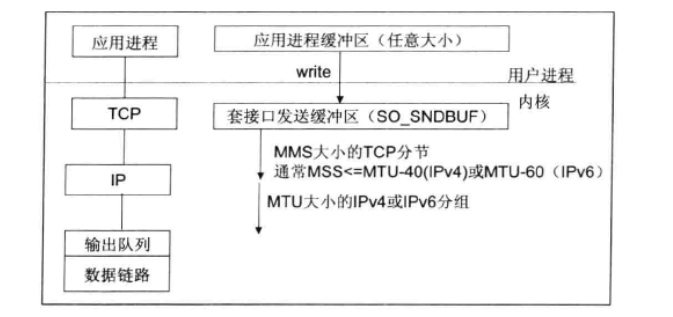 应用进程
应用进程缓冲区（任意大小）
write
用户进程
内核
TCP
套接口发送缓冲区（SO_SNDBUF）
MMS大小的TCP分节
通常MSS<=MTU-40(IPv4)或MTU-60（IPv6）
IP
MTU大小的IPv4或IPv6分组
输出队列
数据链路